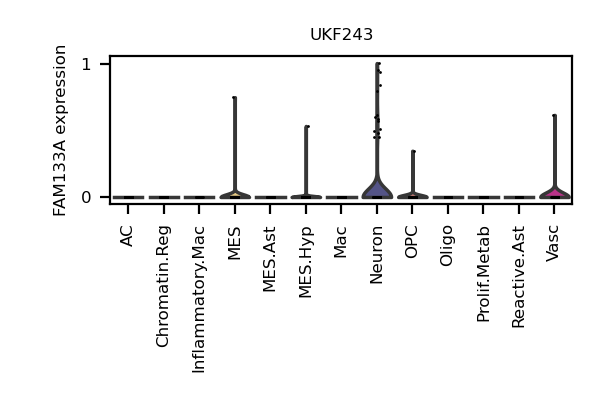 UKF243
FAM133A expression
1
0
AC
Chromatin.Reg
Inflammatory.Mac
MES
MES.Ast
MES.Hyp
Mac
Neuron
OPC
Oligo
Prolif.Metab
Reactive.Ast
Vasc